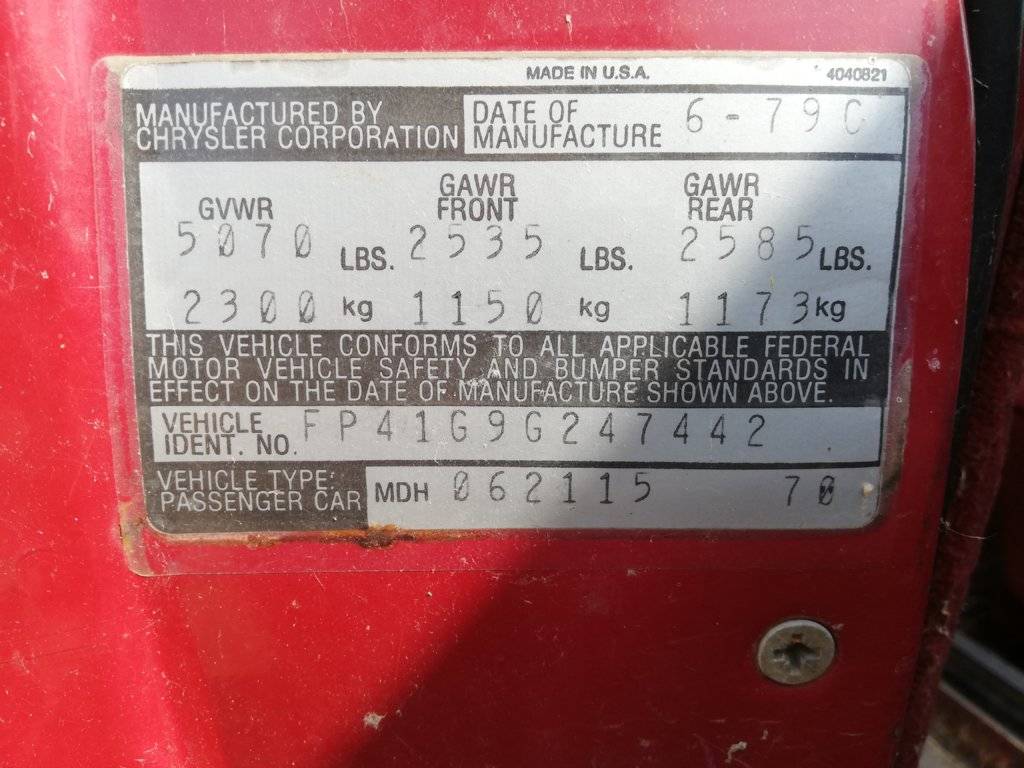 MADE IN U.S.A. 4040821
MANUFACTURED BY
CHRYSLER CORPORATION
DATE OF
MANUFACTURE
6-79C
GVWR
5070 LBS.
2300 kg
GAWR
FRONT
2535 LBS.
1150 kg
GAWR
REAR
2585 LBS.
1173 kg
THIS VEHICLE CONFORMS TO ALL APPLICABLE FEDERAL
MOTOR VEHICLE SAFETY AND BUMPER STANDARDS IN
EFFECT ON THE DATE OF MANUFACTURE SHOWN ABOVE.
VEHICLE
IDENT. NO. FP41G9G247442
VEHICLE TYPE:
PASSENGER CAR
MDH 062115 70